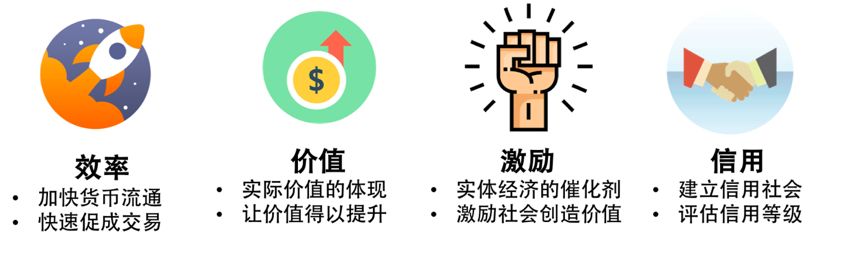 $
效率
• 加快货币流通
• 快速促成交易
价值
• 实际价值的体现
• 让价值得以提升
激励
• 实体经济的催化剂
• 激励社会创造价值
信用
• 建立信用社会
• 评估信用等级